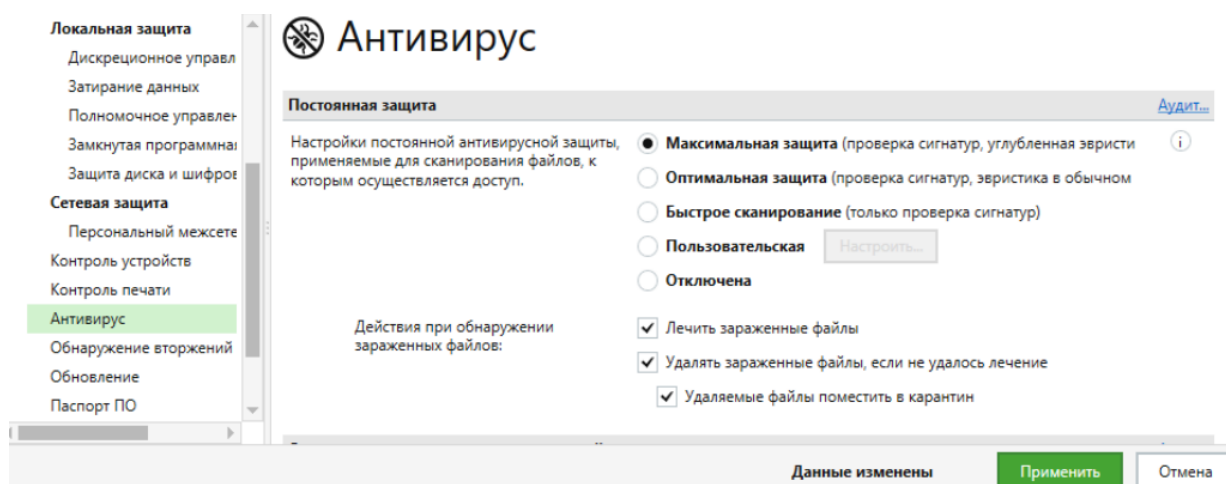 Локальная защита
Дискреционное управл
Затирание данных
Полномочное управлен
Замкнутая программна
Защита диска и шифров
Сетевая защита
Персональный межсете
Контроль устройств
Контроль печати
Антивирус
Обнаружение вторжений
Обновление
Паспорт ПО
Антивирус
Постоянная защита
Аудит...
Настройки постоянной антивирусной защиты,
применяемые для сканирования файлов, к
которым осуществляется доступ.
Максимальная защита (проверка сигнатур, углубленная эвристи
Оптимальная защита (проверка сигнатур, эвристика в обычном
Быстрое сканирование (только проверка сигнатур)
Пользовательская Настроить...
Отключена
Действия при обнаружении
зараженных файлов:
Лечить зараженные файлы
Удалять зараженные файлы, если не удалось лечение
Удаляемые файлы поместить в карантин
Данные изменены Применить Отмена